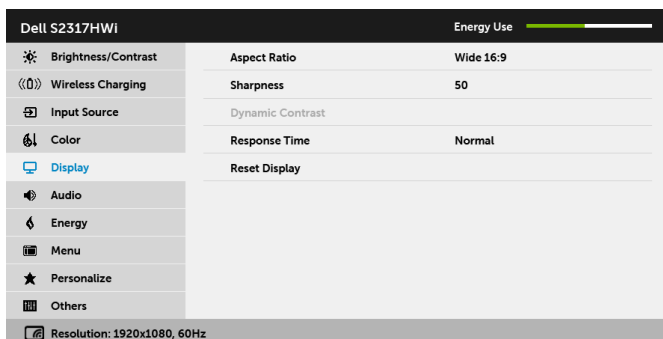 Dell S2317HWi Energy Use
Brightness/Contrast Aspect Ratio Wide 16:9
Wireless Charging Sharpness 50
Input Source Dynamic Contrast
Color Response Time Normal
Display Reset Display
Audio
Energy
Menu
Personalize
Others
Resolution: 1920x1080, 60Hz